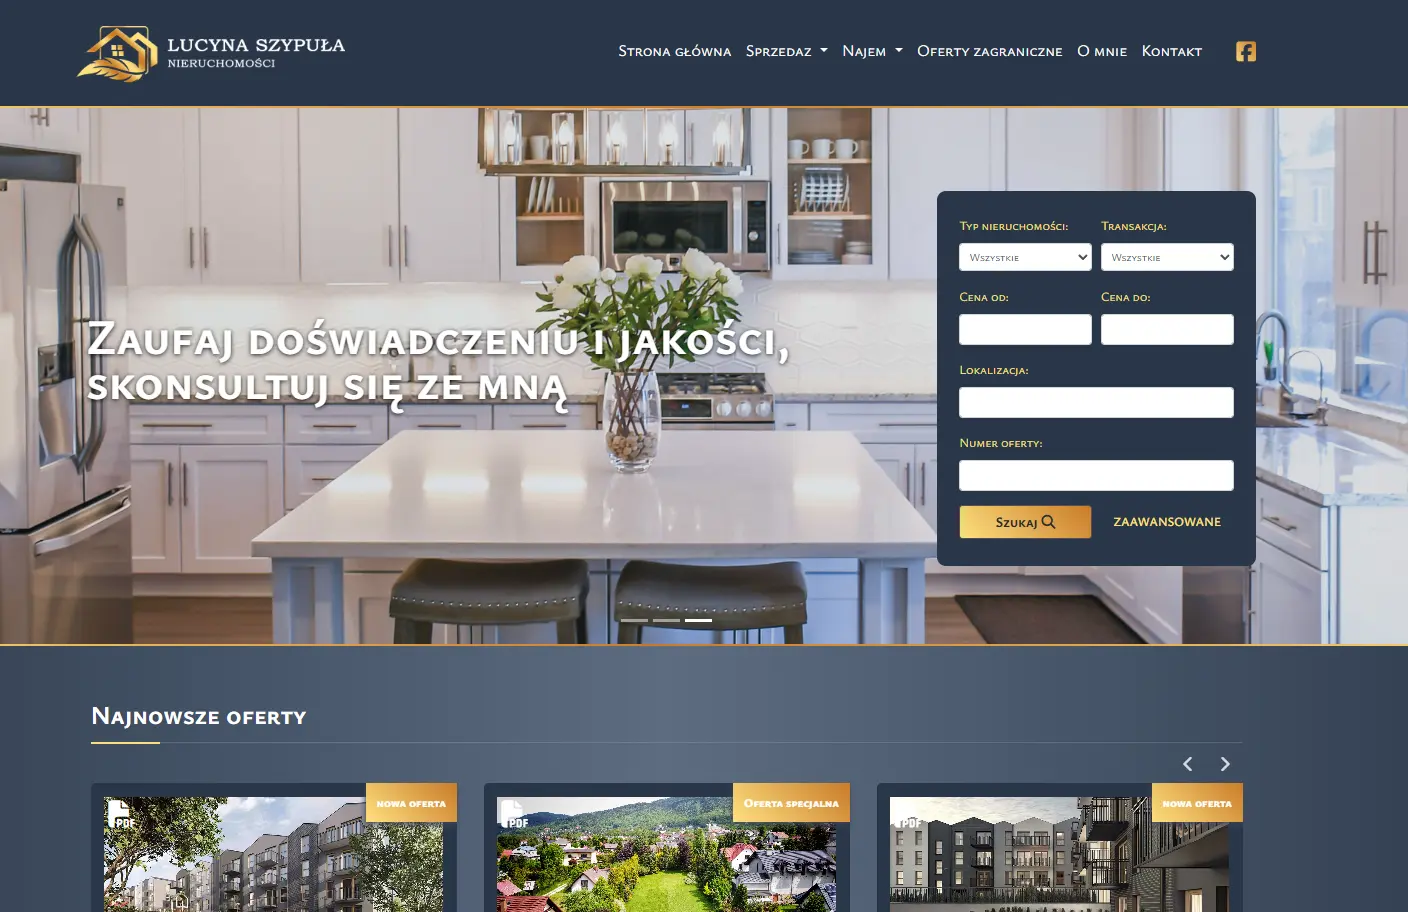 LUCYNA SZYPUŁA
NIERUCHOMOŚCI
Strona główna Sprzedaz Najem Oferty zagraniczne O mnie Kontakt
Zaufaj doświadczeniu i jakości,
skonsultuj się ze mną
Typ nieruchomości: Transakcja:
Wszystkie Wszystkie
Cena od: Cena do:
Lokalizacja:
Numer oferty:
Szukaj ZAAWANSOWANE
Najnowsze oferty
nowa oferta Oferta specjalna nowa oferta
PDF PDF PDF